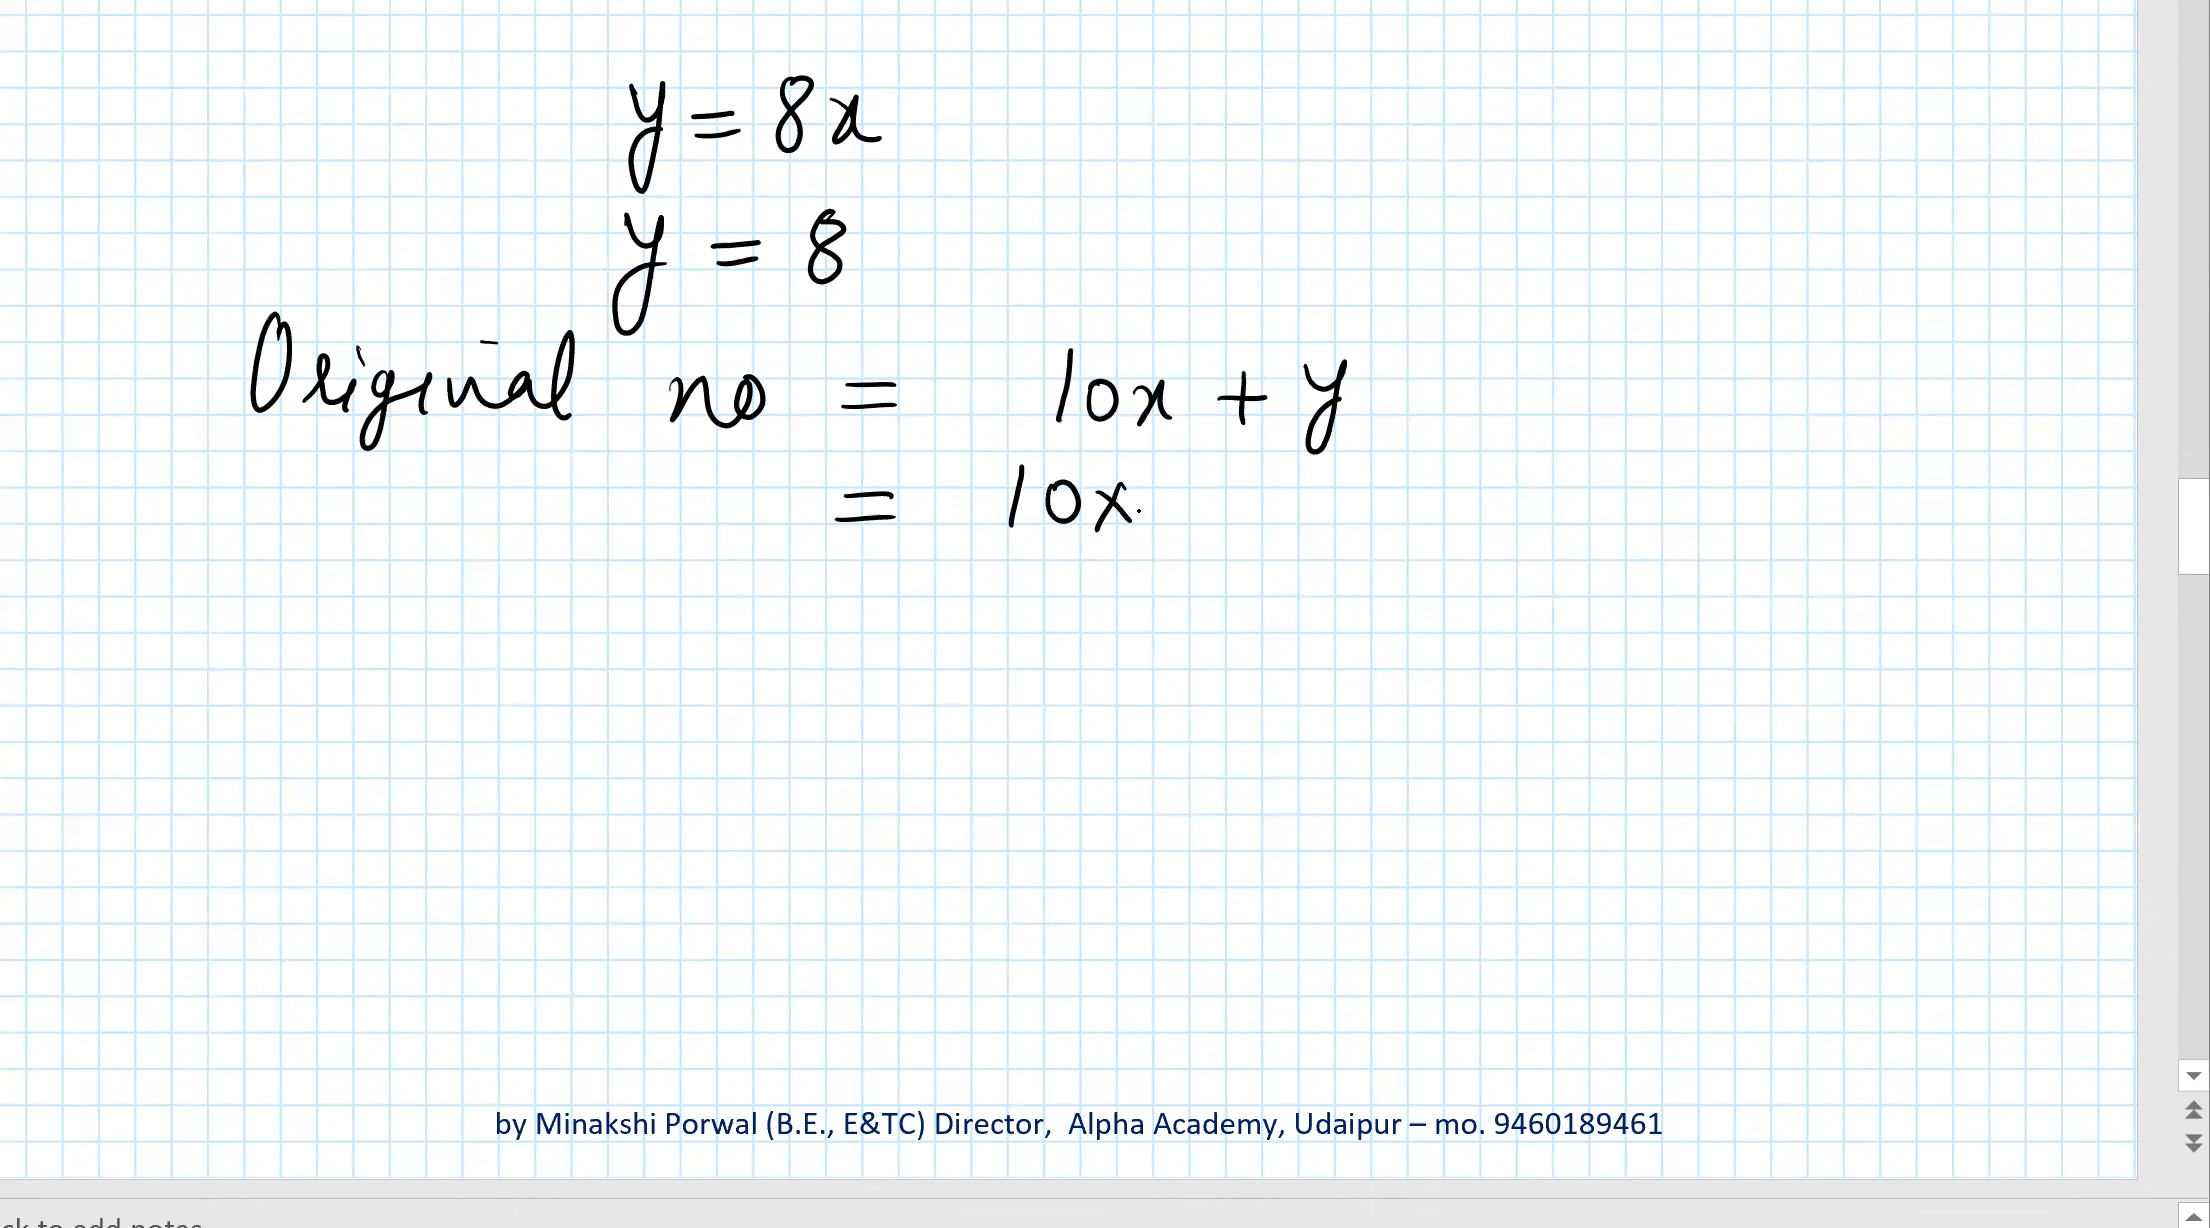 y = 8x
y = 8
Original no = 10x + y
= 10x
by Minakshi Porwal (B.E., E&TC) Director, Alpha Academy, Udaipur – mo. 9460189461